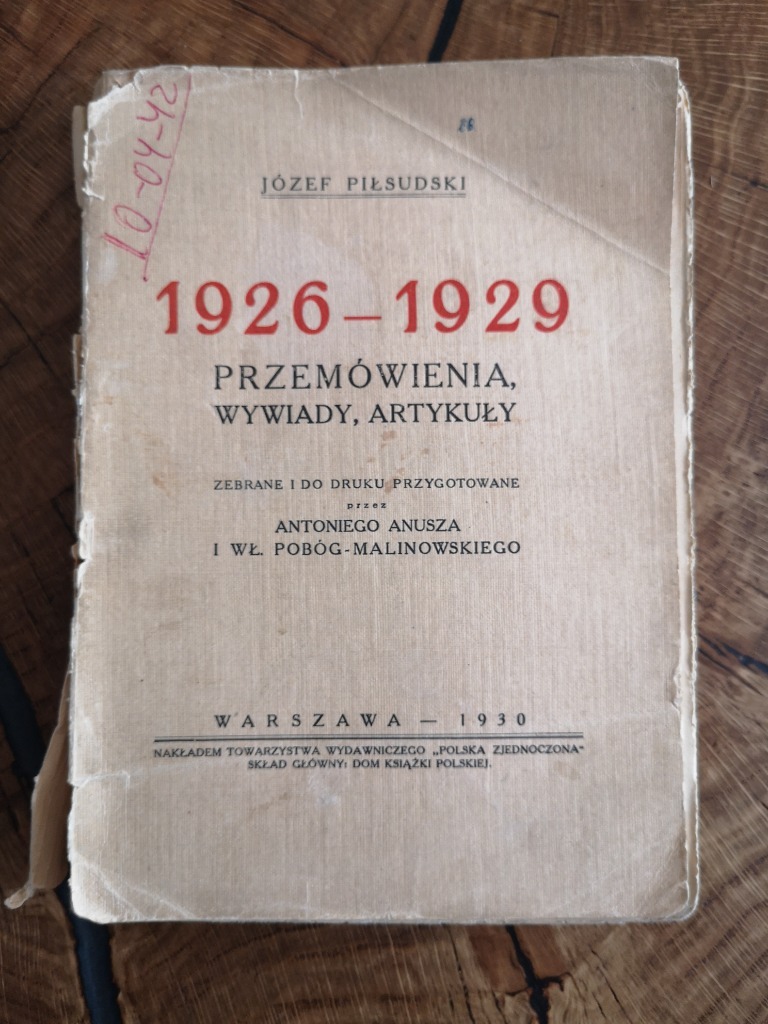 10-04-42
26
JÓZEF PIŁSUDSKI
1926 – 1929
PRZEMÓWIENIA,
WYWIADY, ARTYKUŁY
ZEBRANE I DO DRUKU PRZYGOTOWANE
przez
ANTONIEGO ANUSZA
I WŁ. POBÓG-MALINOWSKIEGO
WARSZAWA — 1930
NAKŁADEM TOWARZYSTWA WYDAWNICZEGO „POLSKA ZJEDNOCZONA"
SKŁAD GŁÓWNY: DOM KSIĄŻKI POLSKIEJ.